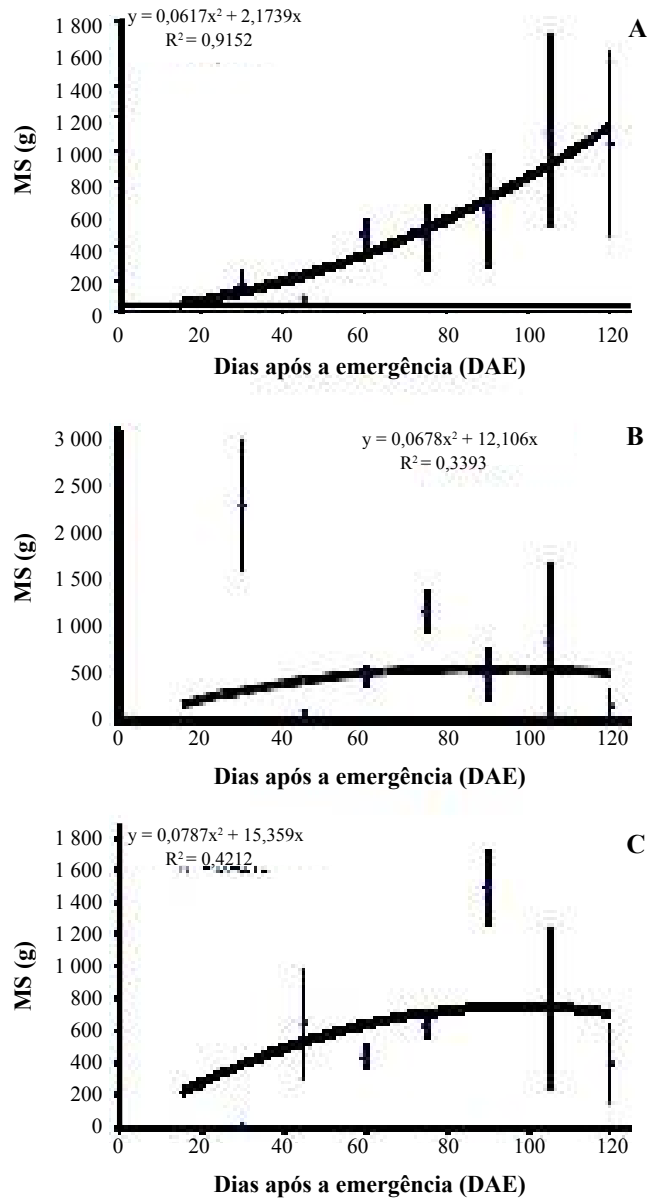 y = 0,0617x² + 2,1739x
R² = 0,9152
A
MS (g)
1 800
1 600
1 400
1 200
1 000
800
600
400
200
0
0 20 40 60 80 100 120
Dias após a emergência (DAE)
y = 0,0678x² + 12,106x
R² = 0,3393
B
MS (g)
3 000
2 500
2 000
1 500
1 000
500
0
0 20 40 60 80 100 120
Dias após a emergência (DAE)
y = 0,0787x² + 15,359x
R² = 0,4212
C
MS (g)
1 800
1 600
1 400
1 200
1 000
800
600
400
200
0
0 20 40 60 80 100 120
Dias após a emergência (DAE)